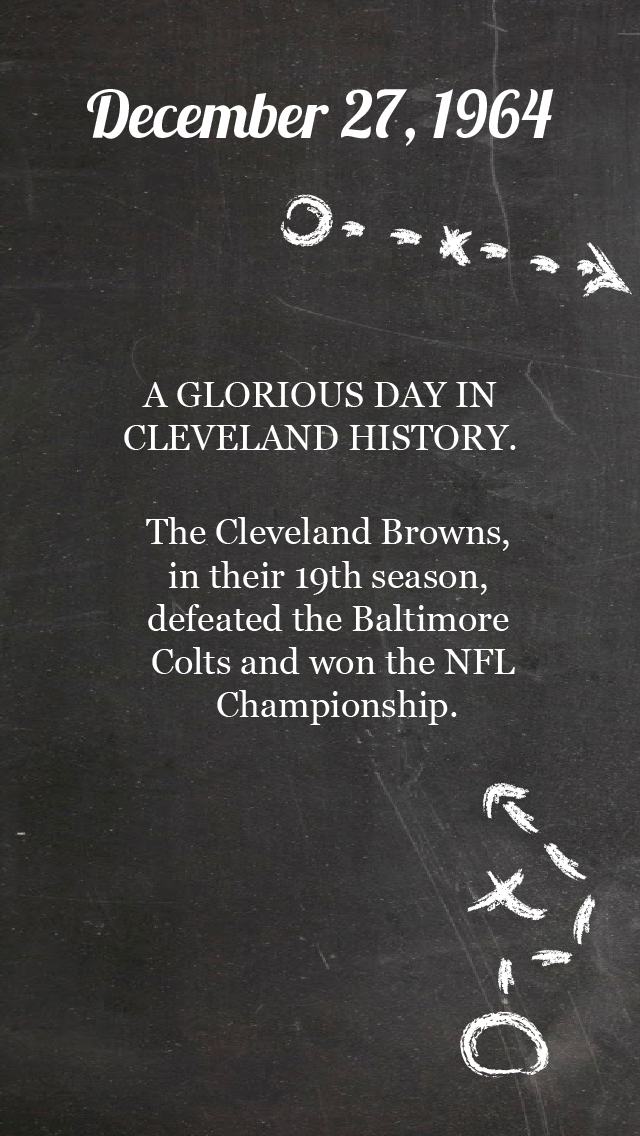 December 27, 1964
A GLORIOUS DAY IN
CLEVELAND HISTORY.
The Cleveland Browns,
in their 19th season,
defeated the Baltimore
Colts and won the NFL
Championship.